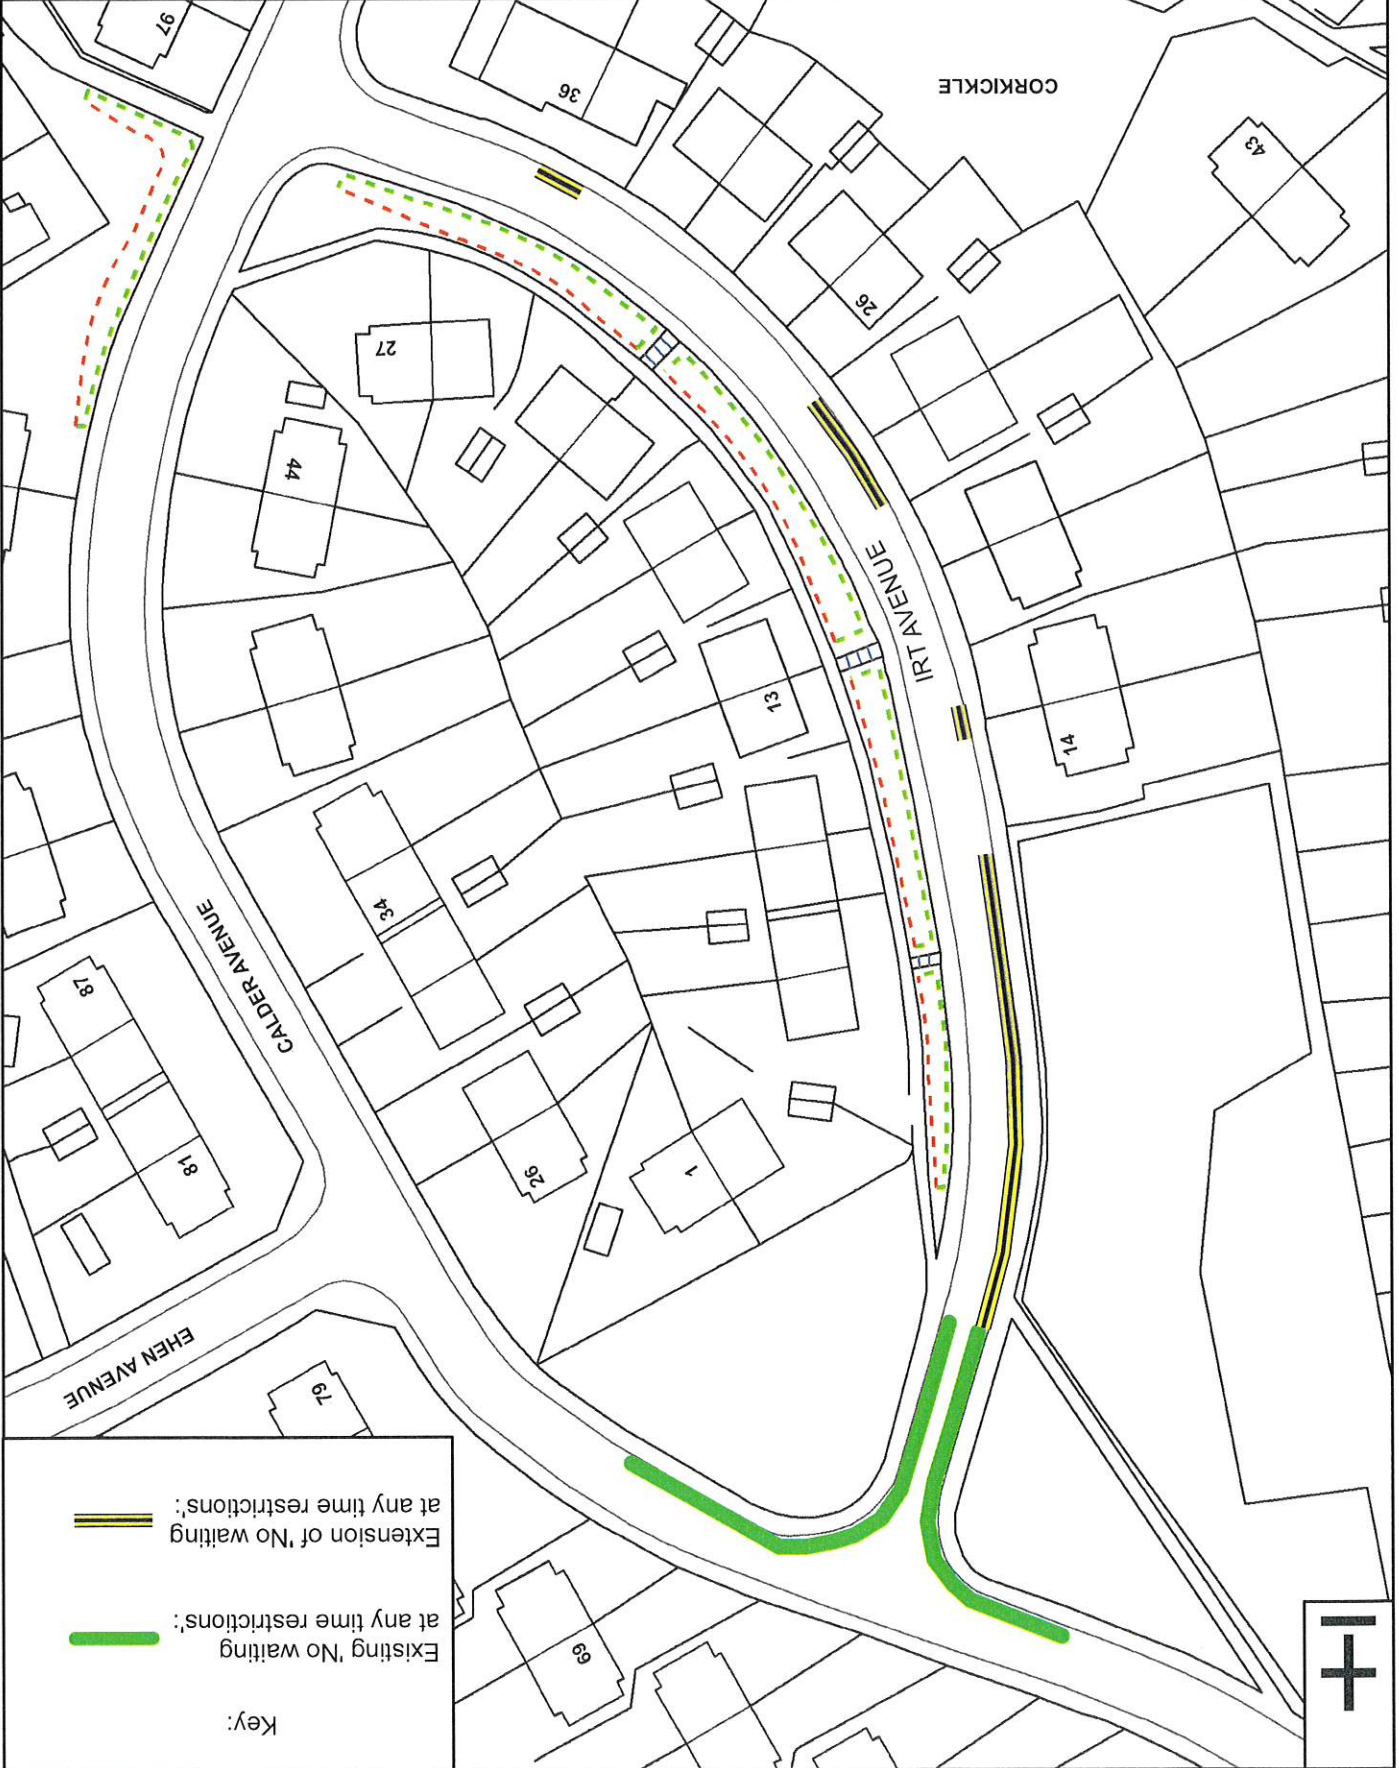 Key:
Existing 'No waiting
at any time restrictions':
Extension of 'No waiting
at any time restrictions':
69
79
EHEN AVENUE
1
26
81
87
CALDER AVENUE
34
14
13
IRT AVENUE
44
27
26
43
36
CORKICKLE
97